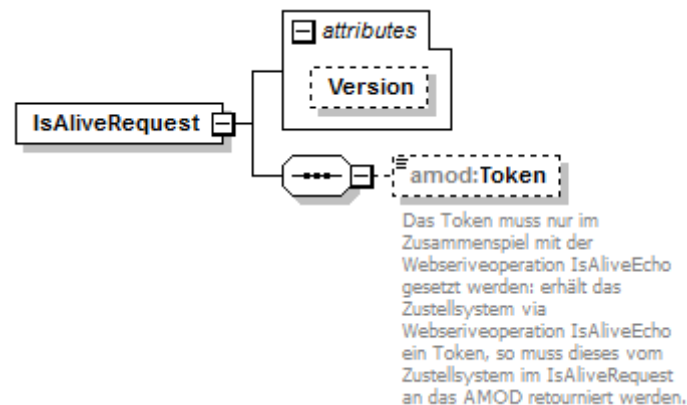 attributes
Version
IsAliveRequest
amod:Token
Das Token muss nur im
Zusammenspiel mit der
Webseriveoperation IsAliveEcho
gesetzt werden: erhält das
Zustellsystem via
Webseriveoperation IsAliveEcho
ein Token, so muss dieses vom
Zustellsystem im IsAliveRequest
an das AMOD retourniert werden.